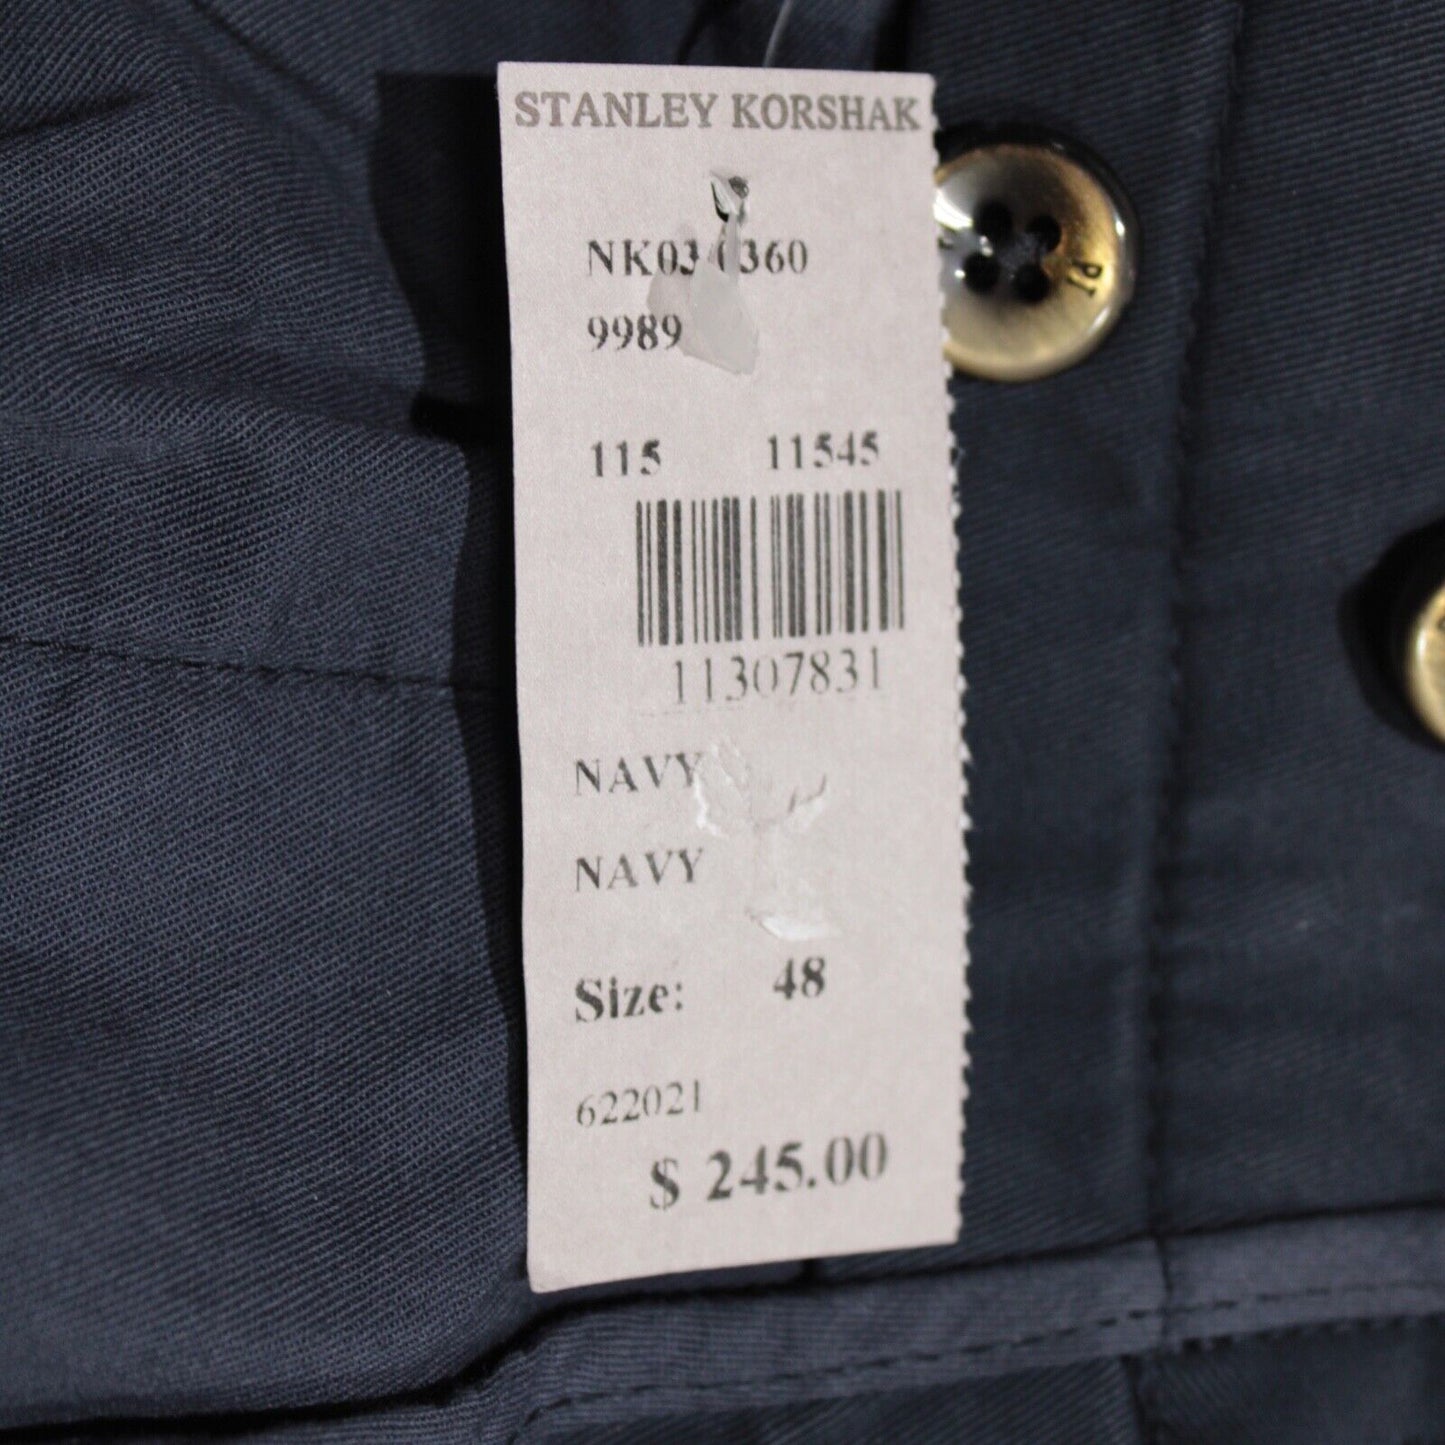 STANLEY KORSHAK
9989
115 11545
11307831
NAVY
NAVY
Size: 48
622021
$ 245.00